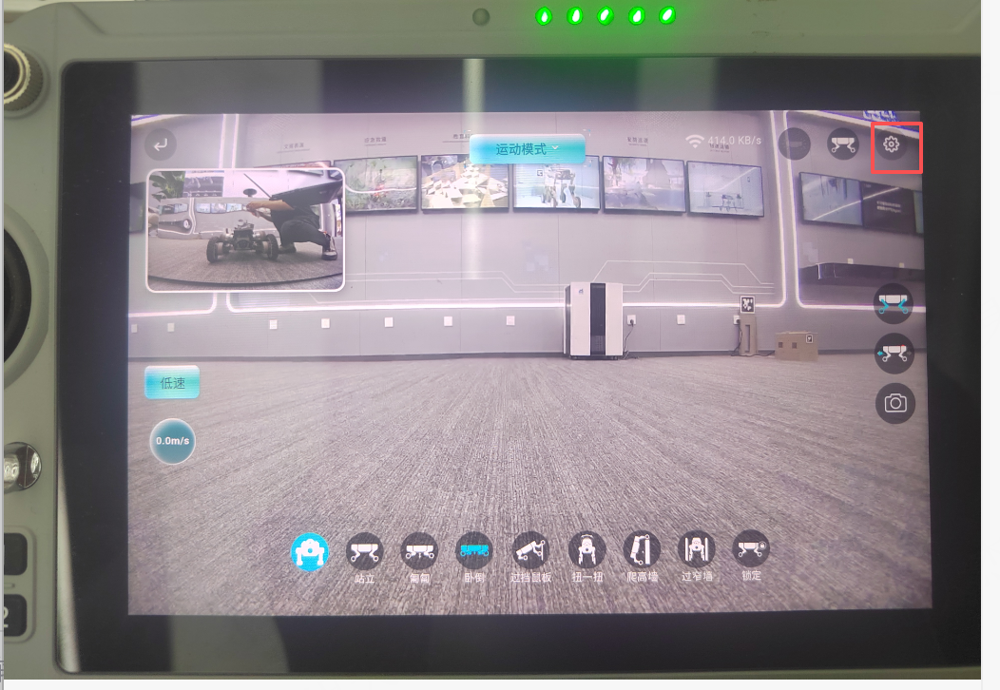 运动模式
414.0 KB/s
低速
0.0m/s
站立
匍匐
卧倒
过挡鼠板
扭一扭
爬高墙
过窄墙
锁定